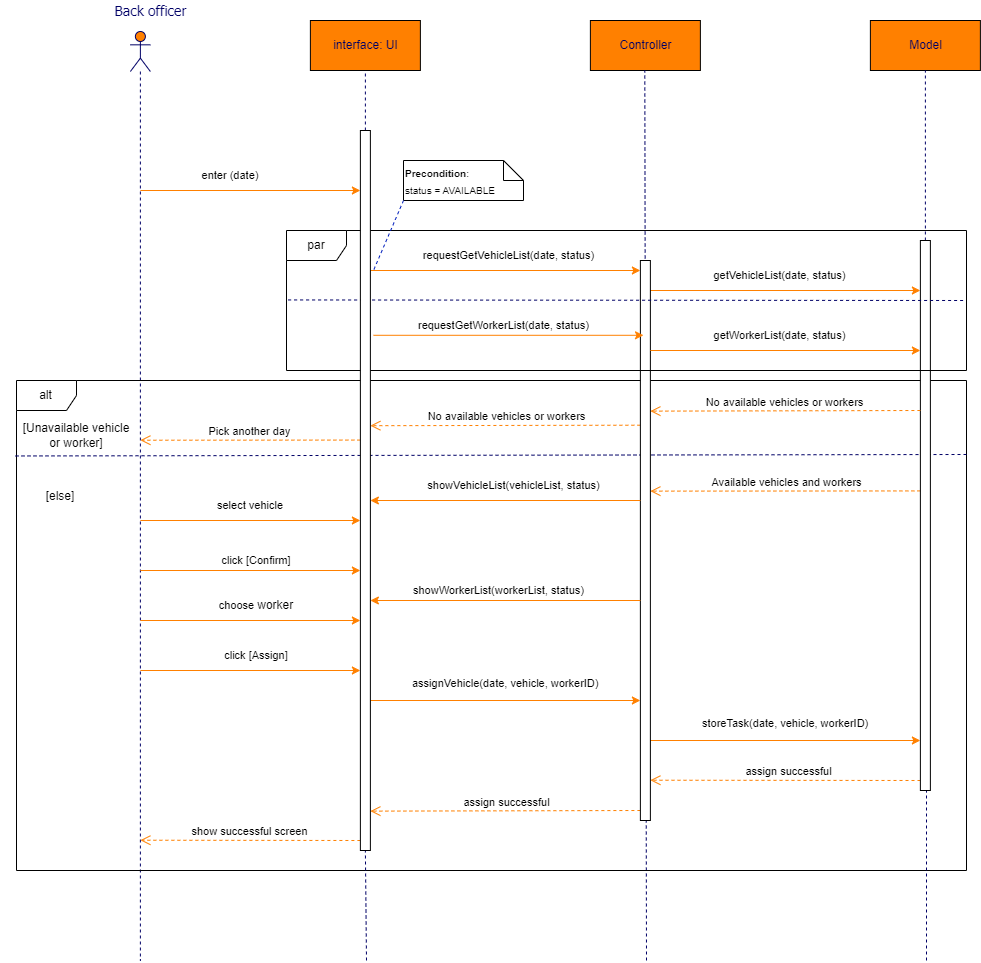 Back officer
interface: UI
Controller
Model
enter (date)
Precondition:
status = AVAILABLE
par
requestGetVehicleList(date, status)
getVehicleList(date, status)
requestGetWorkerList(date, status)
getWorkerList(date, status)
alt
No available vehicles or workers
No available vehicles or workers
[Unavailable vehicle
or worker]
Pick another day
[else]
Available vehicles and workers
showVehicleList(vehicleList, status)
select vehicle
click [Confirm]
showWorkerList(workerList, status)
choose worker
click [Assign]
assignVehicle(date, vehicle, workerID)
storeTask(date, vehicle, workerID)
assign successful
assign successful
show successful screen